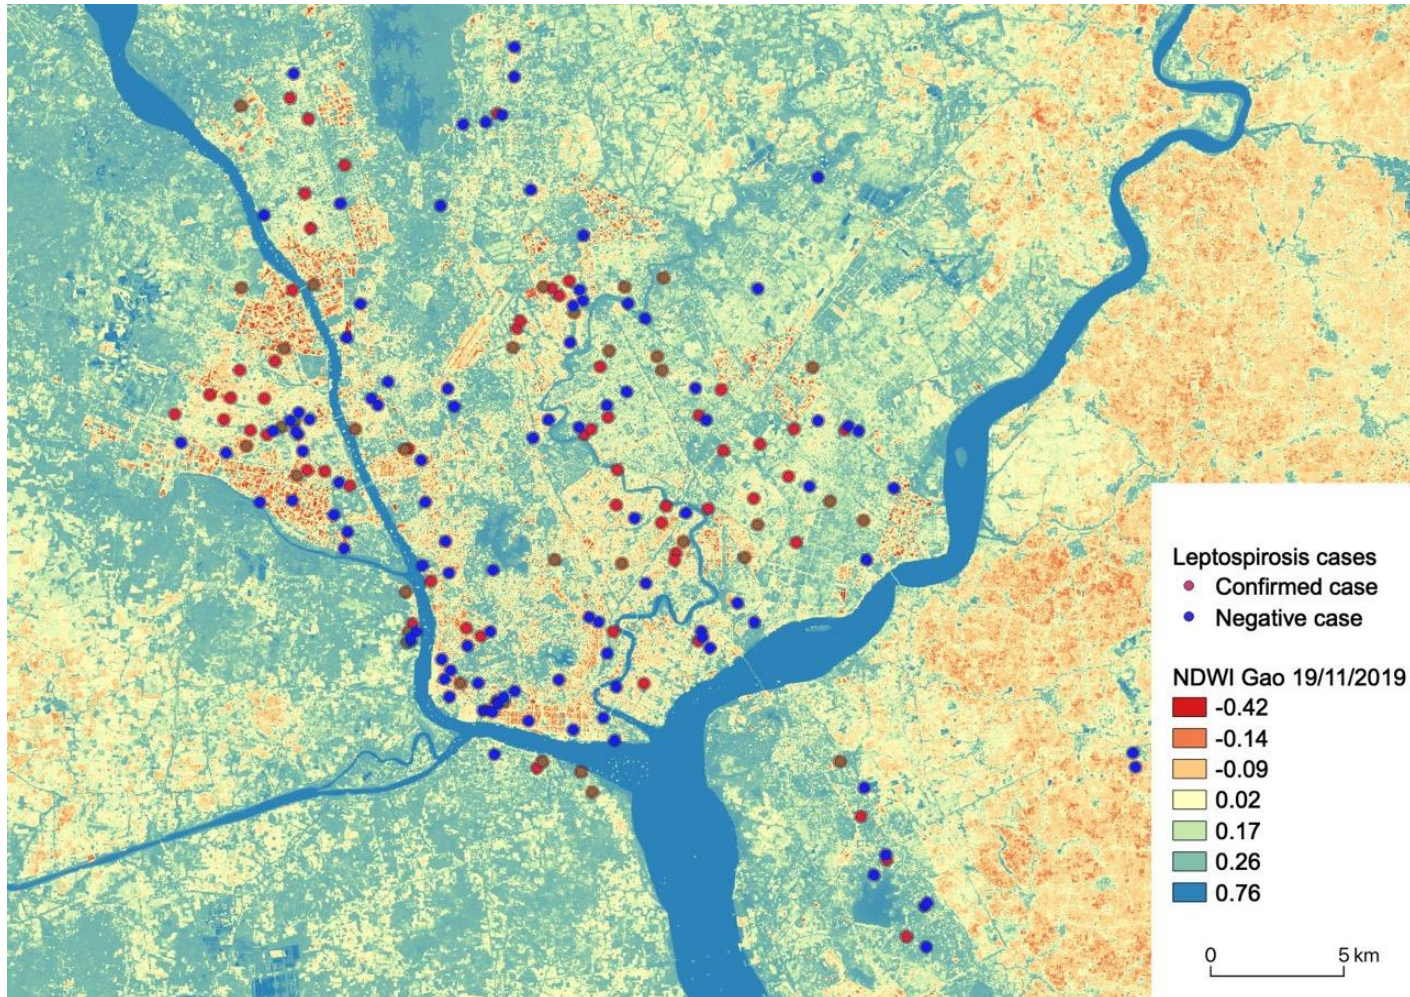 Leptospirosis cases
Confirmed case
Negative case
NDWI Gao 19/11/2019
-0.42
-0.14
-0.09
0.02
0.17
0.26
0.76
0 5 km